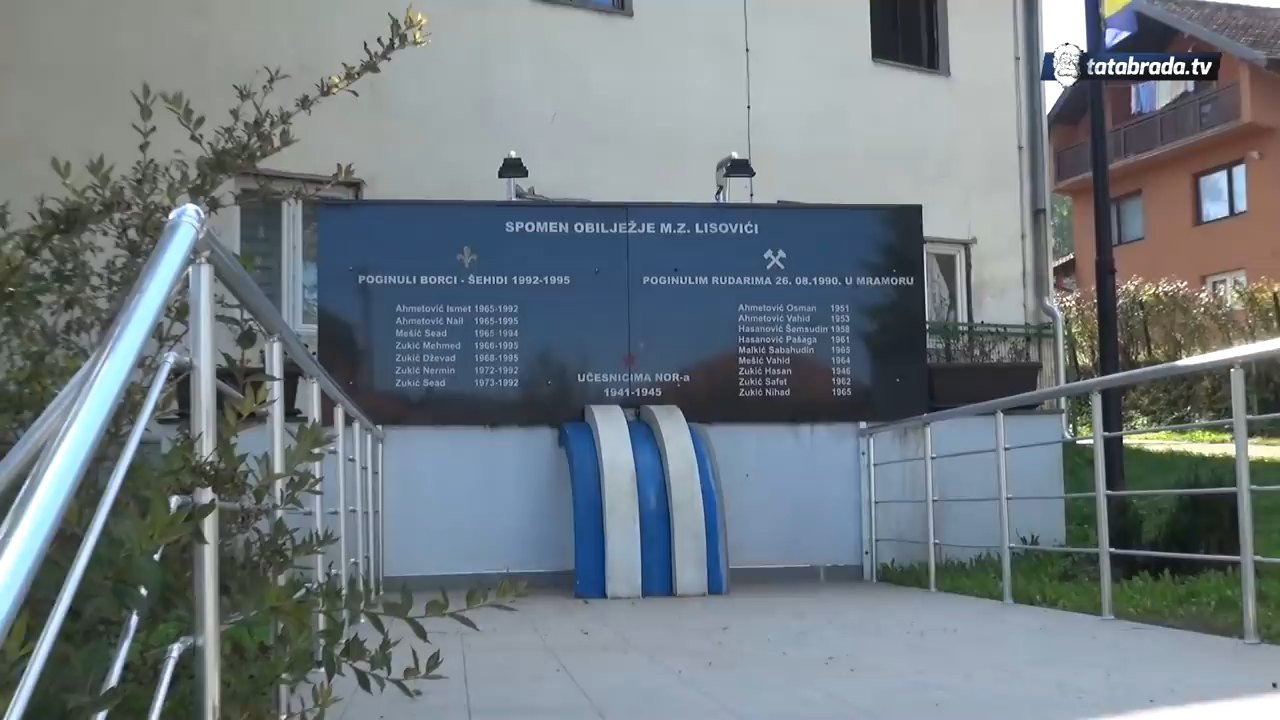 tatabrada.tv
SPOMEN OBILJEŽJE M.Z. LISOVIĆI
POGINULI BORCI - ŠEHIDI 1992-1995
Ahmetović Ismet 1965-1992
Ahmetović Nail 1965-1995
Mešić Sead 1965-1994
Zukić Mehmed 1966-1995
Zukić Dževad 1968-1995
Zukić Nermin 1972-1992
Zukić Sead 1973-1992
UČESNICIMA NOR-a
1941-1945
POGINULIM RUDARIMA 26. 08.1990. U MRAMORU
Ahmetović Osman 1951
Ahmetović Vahid 1953
Hasanović Šemsudin 1958
Hasanović Pašaga 1961
Malkić Sabahudin 1965
Mešić Vahid 1964
Zukić Hasan 1946
Zukić Safet 1962
Zukić Nihad 1965